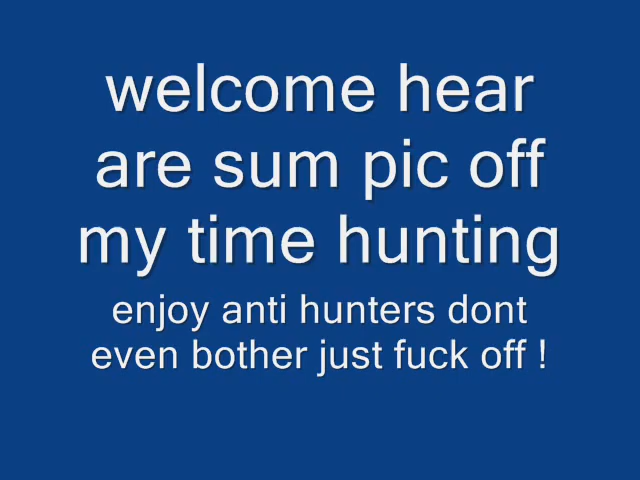 welcome hear
are sum pic off
my time hunting
enjoy anti hunters dont
even bother just fuck off !